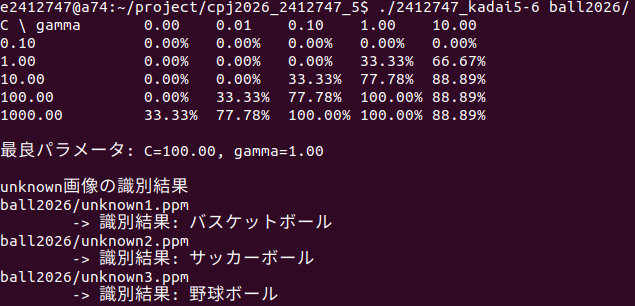 e2412747@a74:~/project/cpj2026_2412747_5$ ./2412747_kadai5-6 ball2026/
C \ gamma 0.00 0.01 0.10 1.00 10.00
0.10 0.00% 0.00% 0.00% 0.00% 0.00%
1.00 0.00% 0.00% 0.00% 33.33% 66.67%
10.00 0.00% 0.00% 33.33% 77.78% 88.89%
100.00 0.00% 33.33% 77.78% 100.00% 88.89%
1000.00 33.33% 77.78% 100.00% 100.00% 88.89%
最良パラメータ: C=100.00, gamma=1.00
unknown画像の識別結果
ball2026/unknown1.ppm
-> 識別結果: バスケットボール
ball2026/unknown2.ppm
-> 識別結果: サッカーボール
ball2026/unknown3.ppm
-> 識別結果: 野球ボール